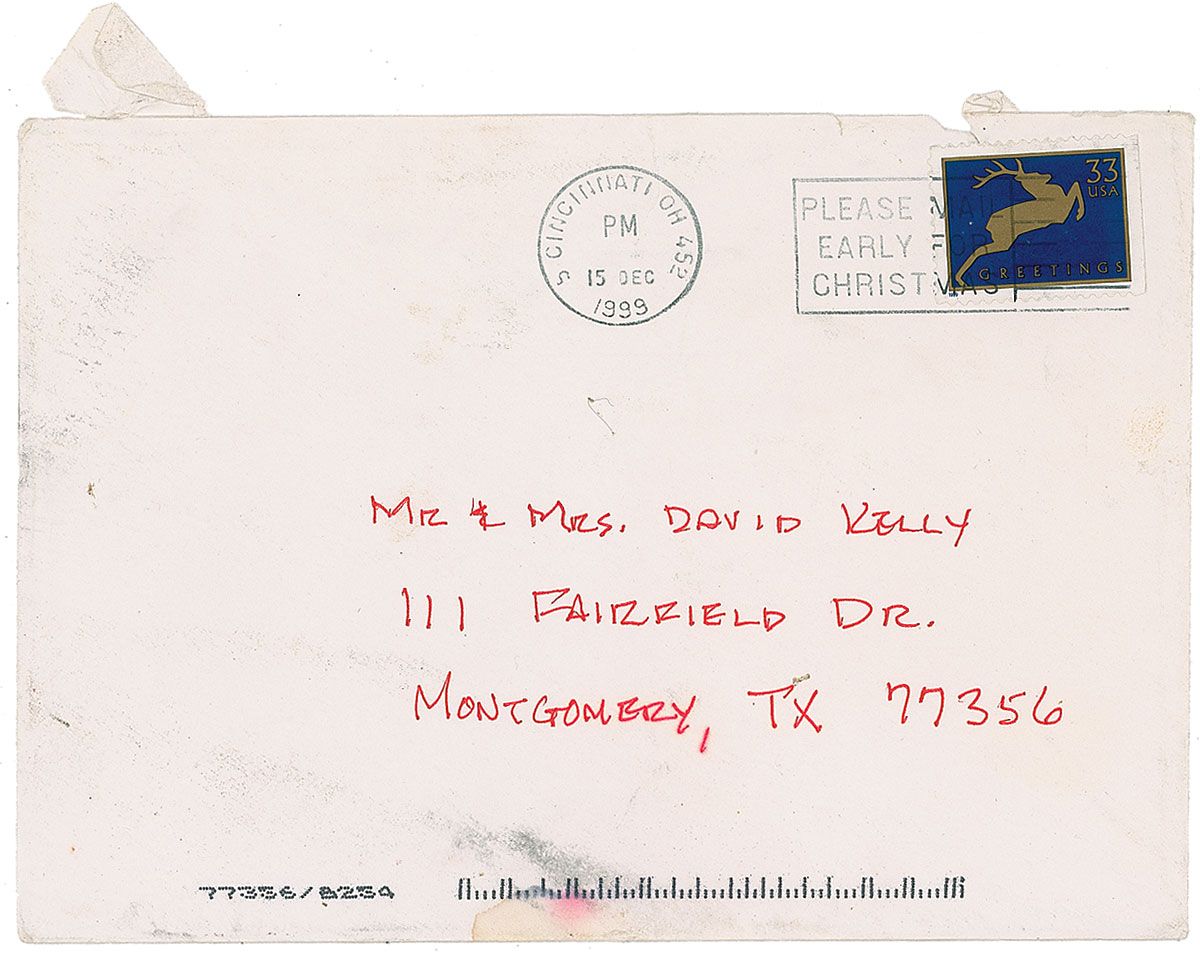 S CINCINNATI OH 452
PM
15 DEC
1999
PLEASE MAIL
EARLY FOR
CHRISTMAS
33
USA
GREETINGS
MR & MRS. DAVID KELLY
111 FAIRFIELD DR.
MONTGOMERY, TX 77356
77356/8254